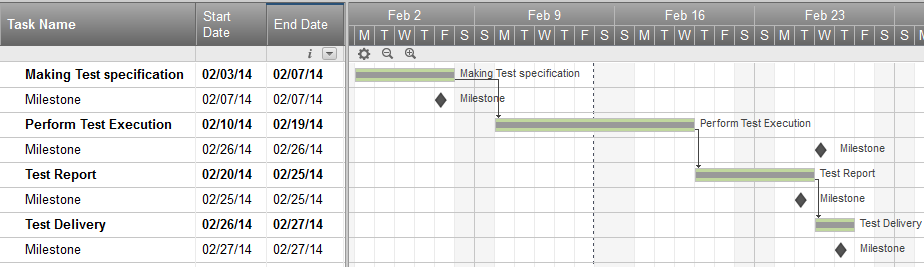 Task Name Start Date End Date Feb 2 Feb 9 Feb 16 Feb 23
M T W T F S S M T W T F S S M T W T F S S M T W T F S S M
i
Making Test specification 02/03/14 02/07/14 Making Test specification
Milestone 02/07/14 02/07/14 Milestone
Perform Test Execution 02/10/14 02/19/14 Perform Test Execution
Milestone 02/26/14 02/26/14 Milestone
Test Report 02/20/14 02/25/14 Test Report
Milestone 02/25/14 02/25/14 Milestone
Test Delivery 02/26/14 02/27/14 Test Delivery
Milestone 02/27/14 02/27/14 Milestone